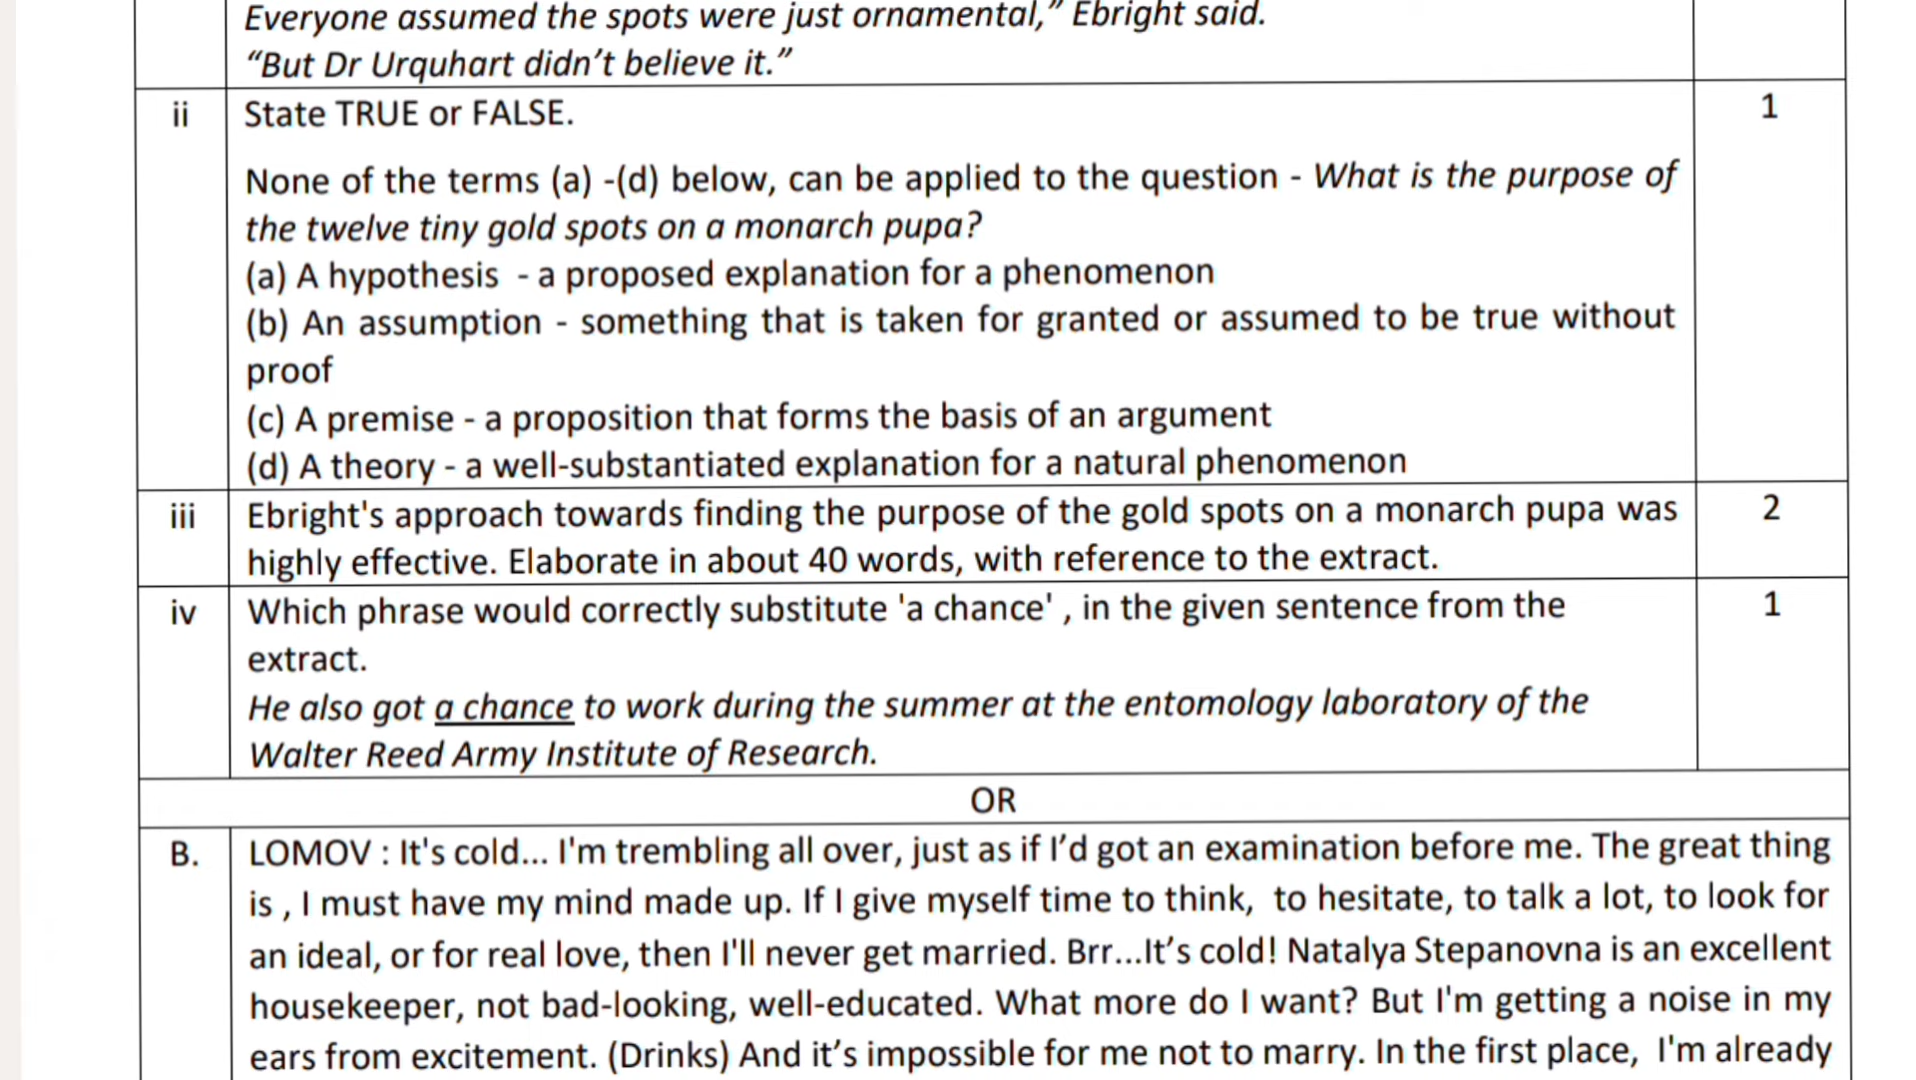 Everyone assumed the spots were just ornamental,” Ebright said.
“But Dr Urquhart didn’t believe it.”
ii State TRUE or FALSE. 1
None of the terms (a) -(d) below, can be applied to the question - What is the purpose of
the twelve tiny gold spots on a monarch pupa?
(a) A hypothesis - a proposed explanation for a phenomenon
(b) An assumption - something that is taken for granted or assumed to be true without
proof
(c) A premise - a proposition that forms the basis of an argument
(d) A theory - a well-substantiated explanation for a natural phenomenon
iii Ebright's approach towards finding the purpose of the gold spots on a monarch pupa was 2
highly effective. Elaborate in about 40 words, with reference to the extract.
iv Which phrase would correctly substitute 'a chance' , in the given sentence from the 1
extract.
He also got a chance to work during the summer at the entomology laboratory of the
Walter Reed Army Institute of Research.
OR
B. LOMOV : It's cold... I'm trembling all over, just as if I’d got an examination before me. The great thing
is , I must have my mind made up. If I give myself time to think, to hesitate, to talk a lot, to look for
an ideal, or for real love, then I'll never get married. Brr...It’s cold! Natalya Stepanovna is an excellent
housekeeper, not bad-looking, well-educated. What more do I want? But I'm getting a noise in my
ears from excitement. (Drinks) And it’s impossible for me not to marry. In the first place, I'm already